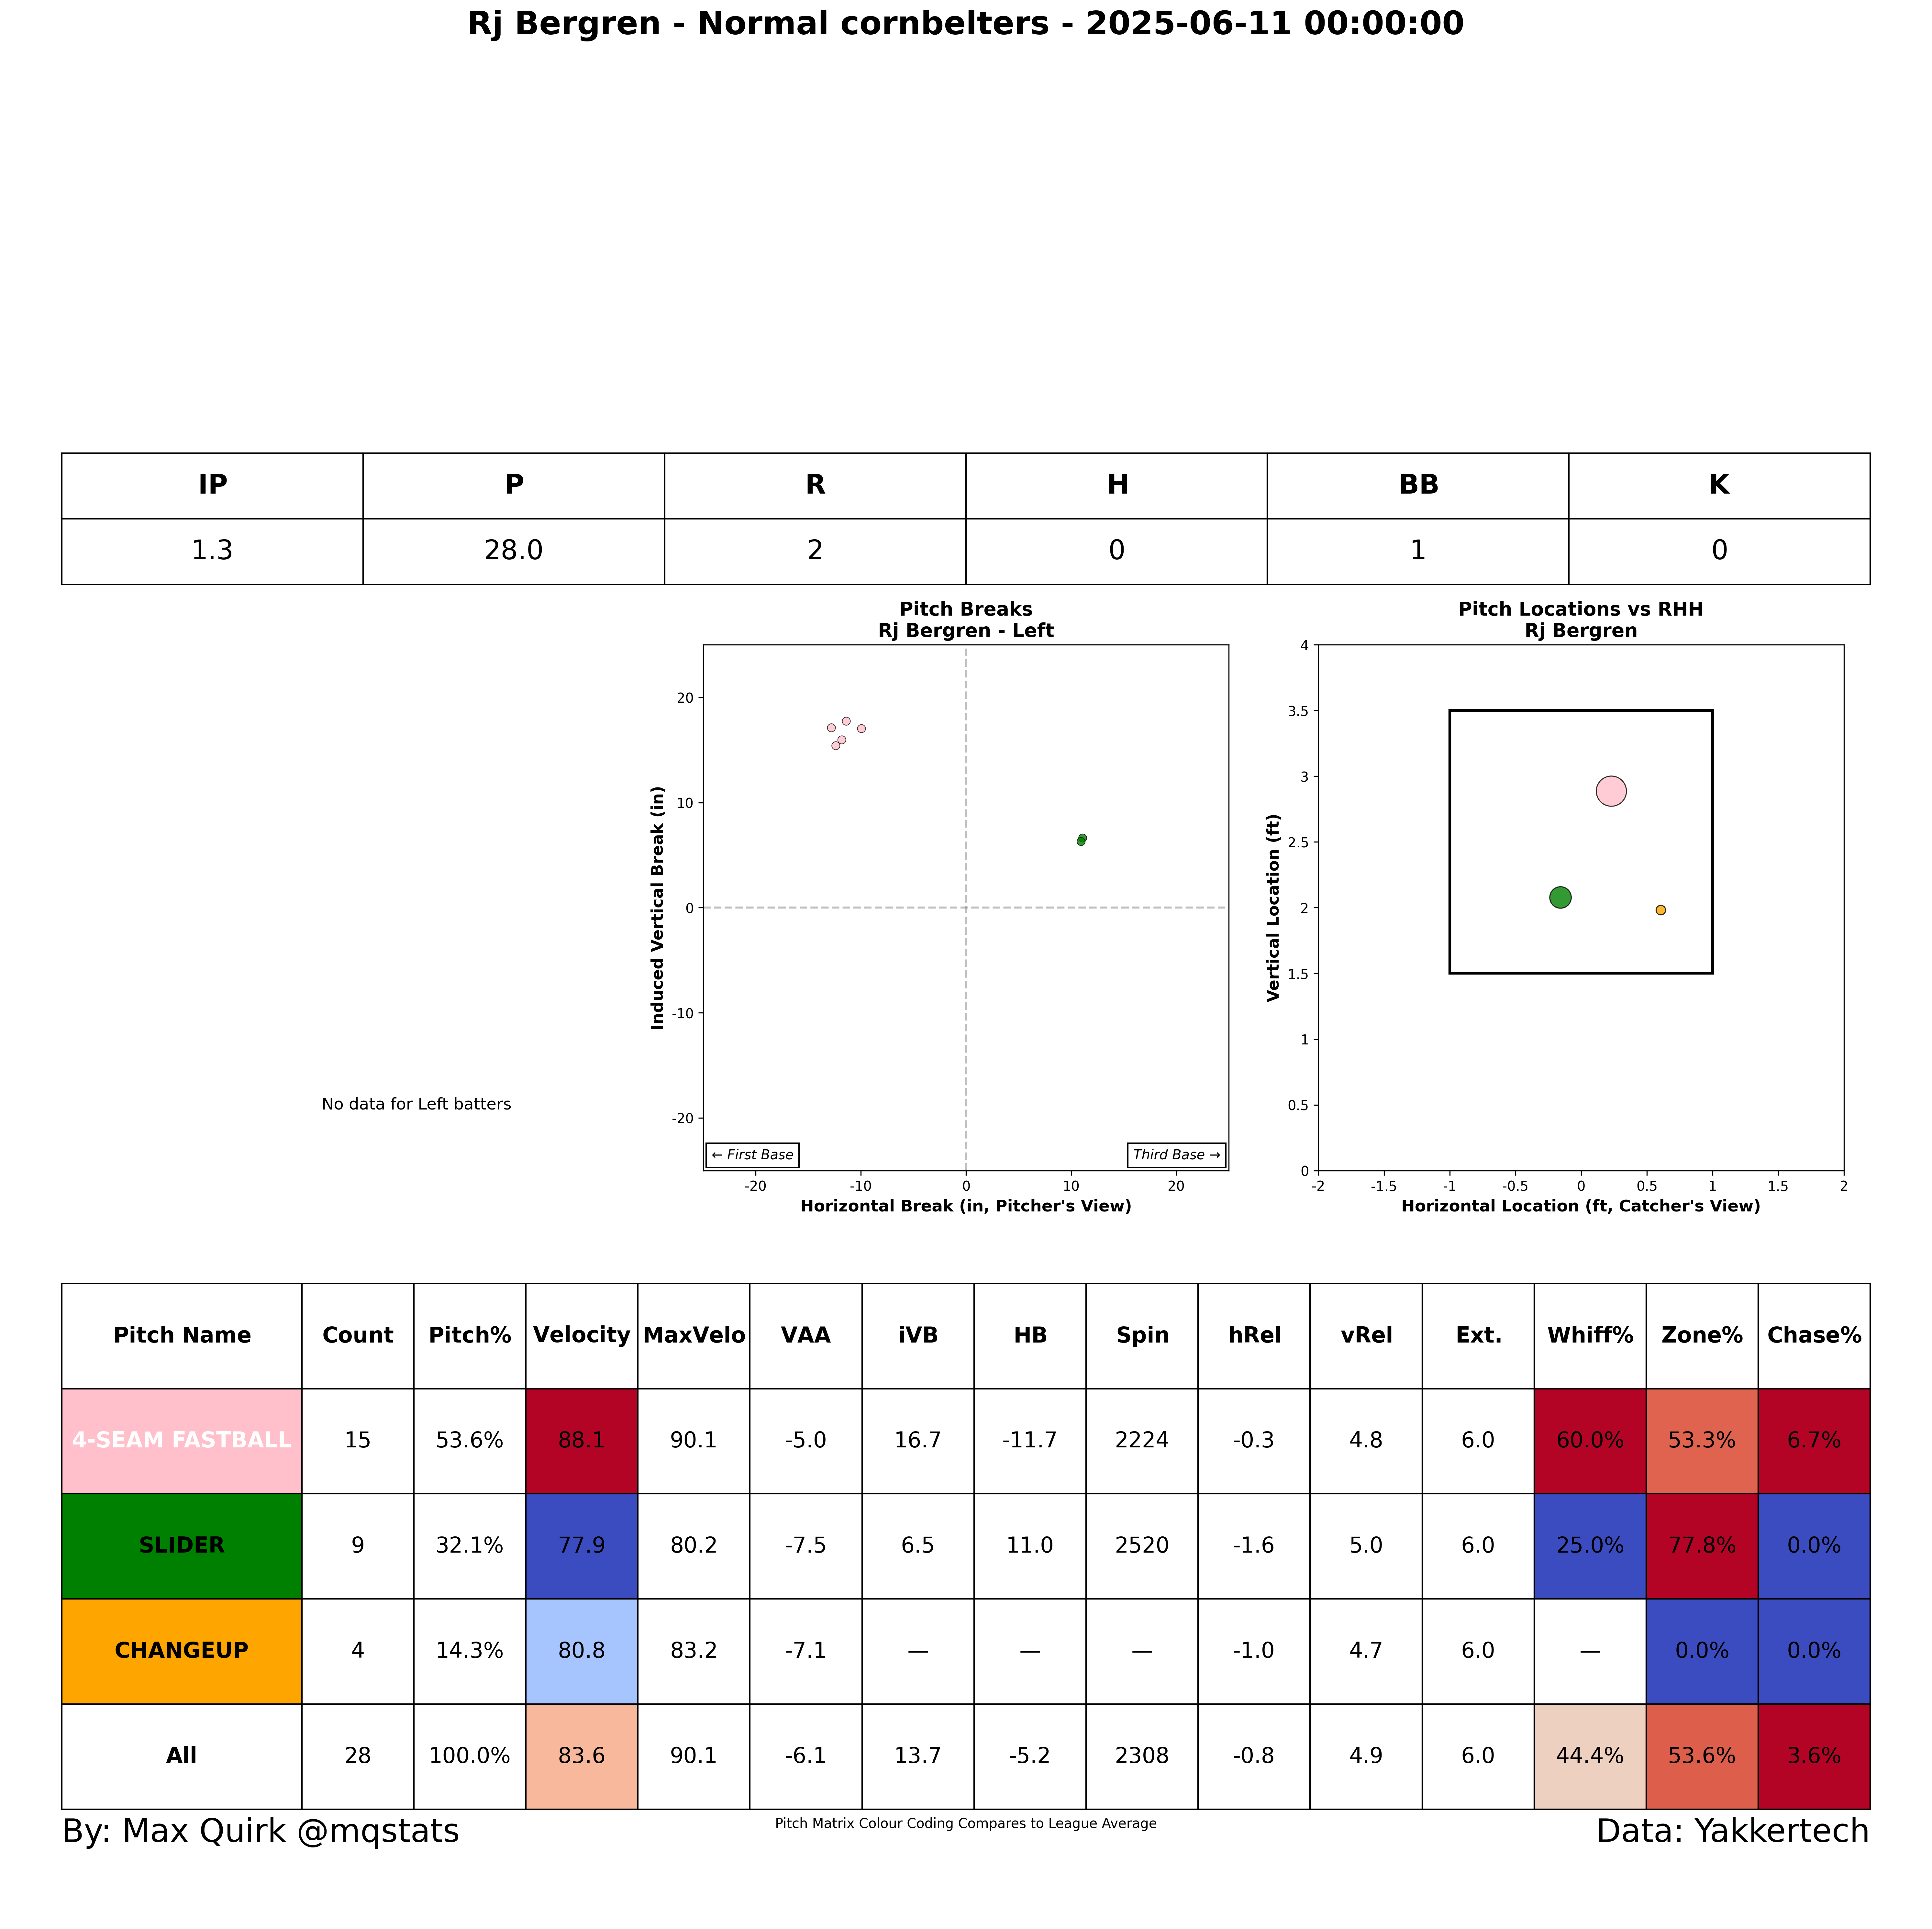 Rj Bergren - Normal cornbelters - 2025-06-11 00:00:00
IP P R H BB K
1.3 28.0 2 0 1 0
No data for Left batters
Pitch Breaks
Rj Bergren - Left
Induced Vertical Break (in)
20
10
0
-10
-20
← First Base Third Base →
-20 -10 0 10 20
Horizontal Break (in, Pitcher's View)
Pitch Locations vs RHH
Rj Bergren
Vertical Location (ft)
4
3.5
3
2.5
2
1.5
1
0.5
0
-2 -1.5 -1 -0.5 0 0.5 1 1.5 2
Horizontal Location (ft, Catcher's View)
Pitch Name Count Pitch% Velocity MaxVelo VAA iVB HB Spin hRel vRel Ext. Whiff% Zone% Chase%
4-SEAM FASTBALL 15 53.6% 88.1 90.1 -5.0 16.7 -11.7 2224 -0.3 4.8 6.0 60.0% 53.3% 6.7%
SLIDER 9 32.1% 77.9 80.2 -7.5 6.5 11.0 2520 -1.6 5.0 6.0 25.0% 77.8% 0.0%
CHANGEUP 4 14.3% 80.8 83.2 -7.1 — — — -1.0 4.7 6.0 — 0.0% 0.0%
All 28 100.0% 83.6 90.1 -6.1 13.7 -5.2 2308 -0.8 4.9 6.0 44.4% 53.6% 3.6%
By: Max Quirk @mqstats
Pitch Matrix Colour Coding Compares to League Average
Data: Yakkertech